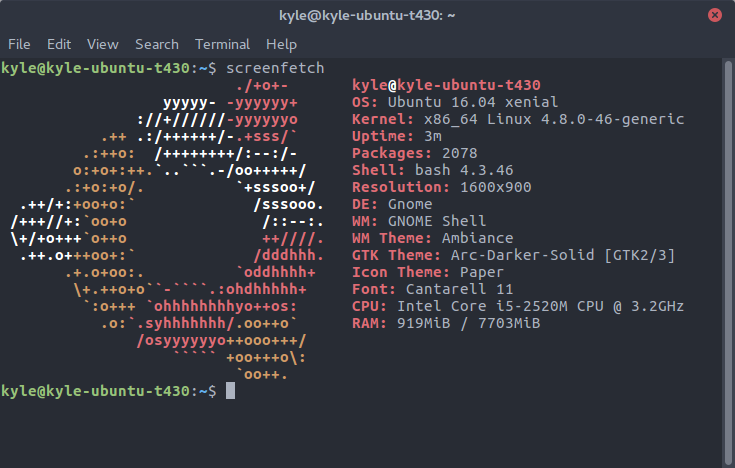 kyle@kyle-ubuntu-t430: ~
File Edit View Search Terminal Help
kyle@kyle-ubuntu-t430:~$ screenfetch
./+o+- kyle@kyle-ubuntu-t430
yyyyy- -yyyyyy+ OS: Ubuntu 16.04 xenial
://+//////-yyyyyyo Kernel: x86_64 Linux 4.8.0-46-generic
.++ .:/++++++/-.+sss/` Uptime: 3m
.:++o: /++++++++/:--:/- Packages: 2078
o:+o+:++.`..```.-/oo+++++/ Shell: bash 4.3.46
.:+o:+o/. `+sssoo+/ Resolution: 1600x900
.++/+:+oo+o:` /sssooo. DE: Gnome
/+++//+:`oo+o /::--:. WM: GNOME Shell
\+/+o+++`o++o ++////. WM Theme: Ambiance
.++.o+++oo+:` /dddhhh. GTK Theme: Arc-Darker-Solid [GTK2/3]
.+.o+oo:. `oddhhhh+ Icon Theme: Paper
\+.++o+o``-````.:ohdhhhhh+ Font: Cantarell 11
`:o+++ `ohhhhhhhhyo++os: CPU: Intel Core i5-2520M CPU @ 3.2GHz
.o:`.syhhhhhhh/.oo++o` RAM: 919MiB / 7703MiB
/osyyyyyyo++ooo+++/
````` +oo+++o\:
`oo++.
kyle@kyle-ubuntu-t430:~$